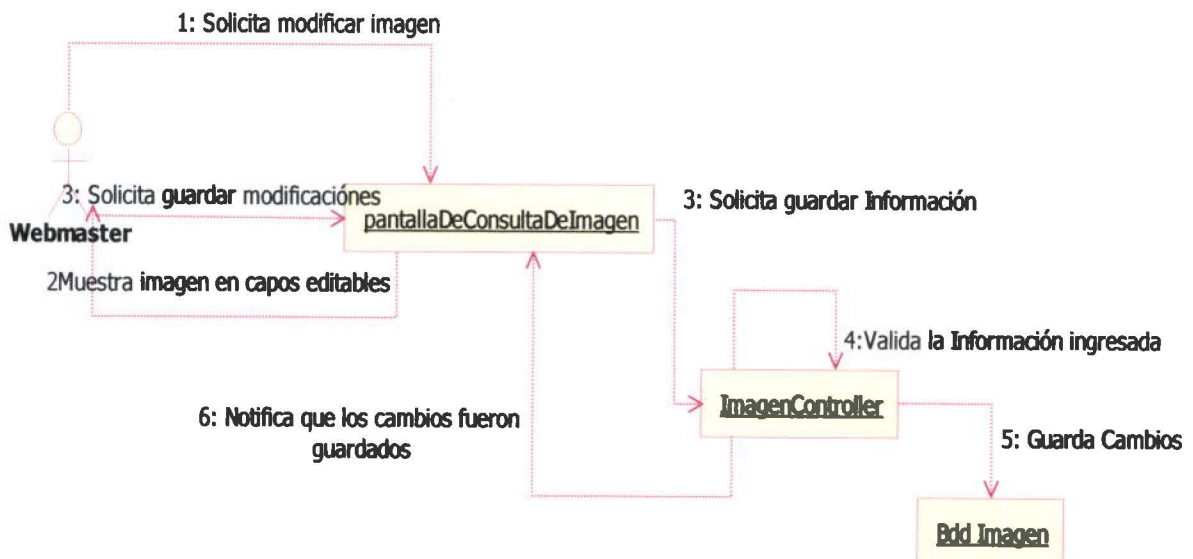 1: Solicita modificar imagen
3: Solicita guardar modificaciónes
pantallaDeConsultaDeImagen
3: Solicita guardar Información
Webmaster
2Muestra imagen en capos editables
4:Valida la Información ingresada
ImagenController
6: Notifica que los cambios fueron
guardados
5: Guarda Cambios
Bdd Imagen